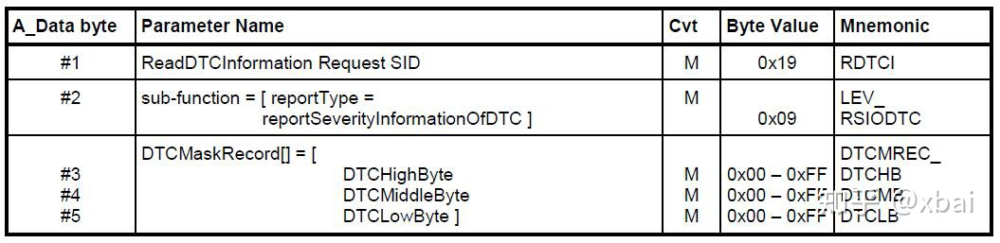 A_Data byte Parameter Name Cvt Byte Value Mnemonic
#1 ReadDTCInformation Request SID M 0x19 RDTCI
#2 sub-function = [ reportType = M LEV_
reportSeverityInformationOfDTC ] 0x09 RSIODTC
DTCMaskRecord[] = [ DTCMREC_
#3 DTCHighByte M 0x00 – 0xFF DTCHB
#4 DTCMiddleByte M 0x00 – 0xFF DTCMB
#5 DTCLowByte ] M 0x00 – 0xFF DTCLB
知乎 @xbai